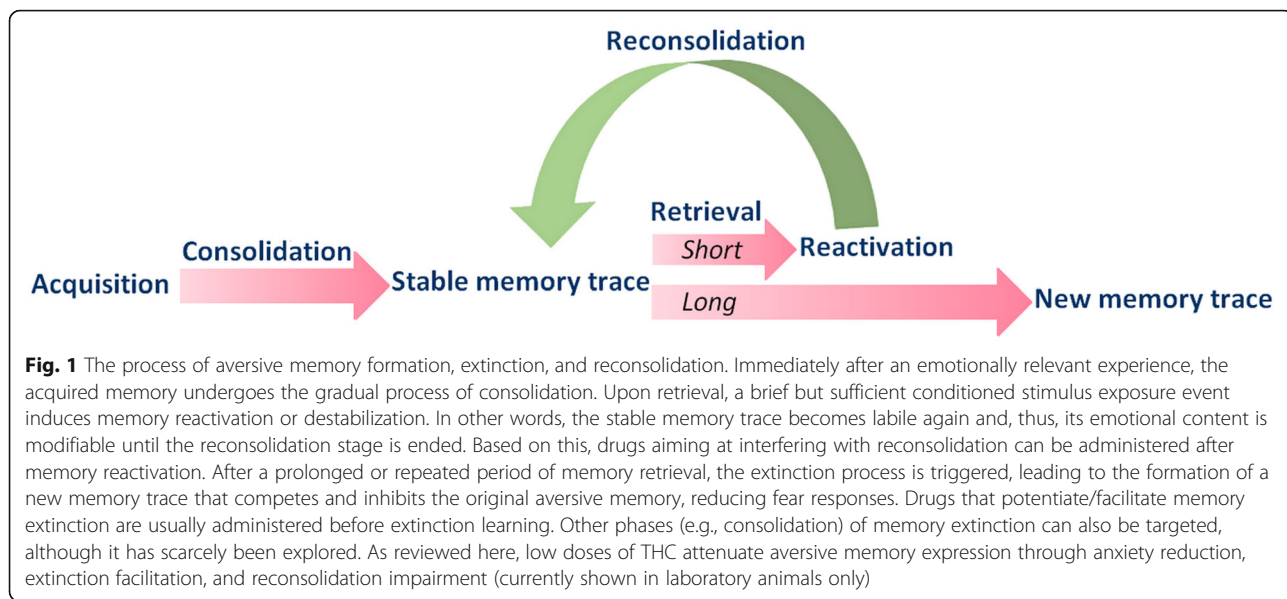 Reconsolidation
Retrieval
Consolidation
Short
Reactivation
Acquisition
Stable memory trace
Long
New memory trace
Fig. 1 The process of aversive memory formation, extinction, and reconsolidation. Immediately after an emotionally relevant experience, the
acquired memory undergoes the gradual process of consolidation. Upon retrieval, a brief but sufficient conditioned stimulus exposure event
induces memory reactivation or destabilization. In other words, the stable memory trace becomes labile again and, thus, its emotional content is
modifiable until the reconsolidation stage is ended. Based on this, drugs aiming at interfering with reconsolidation can be administered after
memory reactivation. After a prolonged or repeated period of memory retrieval, the extinction process is triggered, leading to the formation of a
new memory trace that competes and inhibits the original aversive memory, reducing fear responses. Drugs that potentiate/facilitate memory
extinction are usually administered before extinction learning. Other phases (e.g., consolidation) of memory extinction can also be targeted,
although it has scarcely been explored. As reviewed here, low doses of THC attenuate aversive memory expression through anxiety reduction,
extinction facilitation, and reconsolidation impairment (currently shown in laboratory animals only)